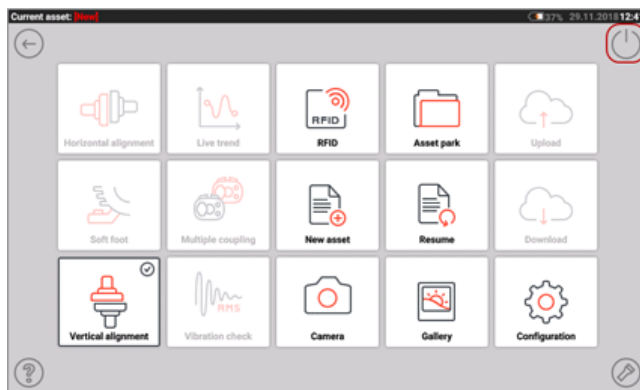 Current asset: [New] 37% 29.11.2018 12:4
Horizontal alignment
Live trend
RFID
RFID
Asset park
Upload
Soft foot
Multiple coupling
New asset
Resume
Download
RMS
Vertical alignment
Vibration check
Camera
Gallery
Configuration
?